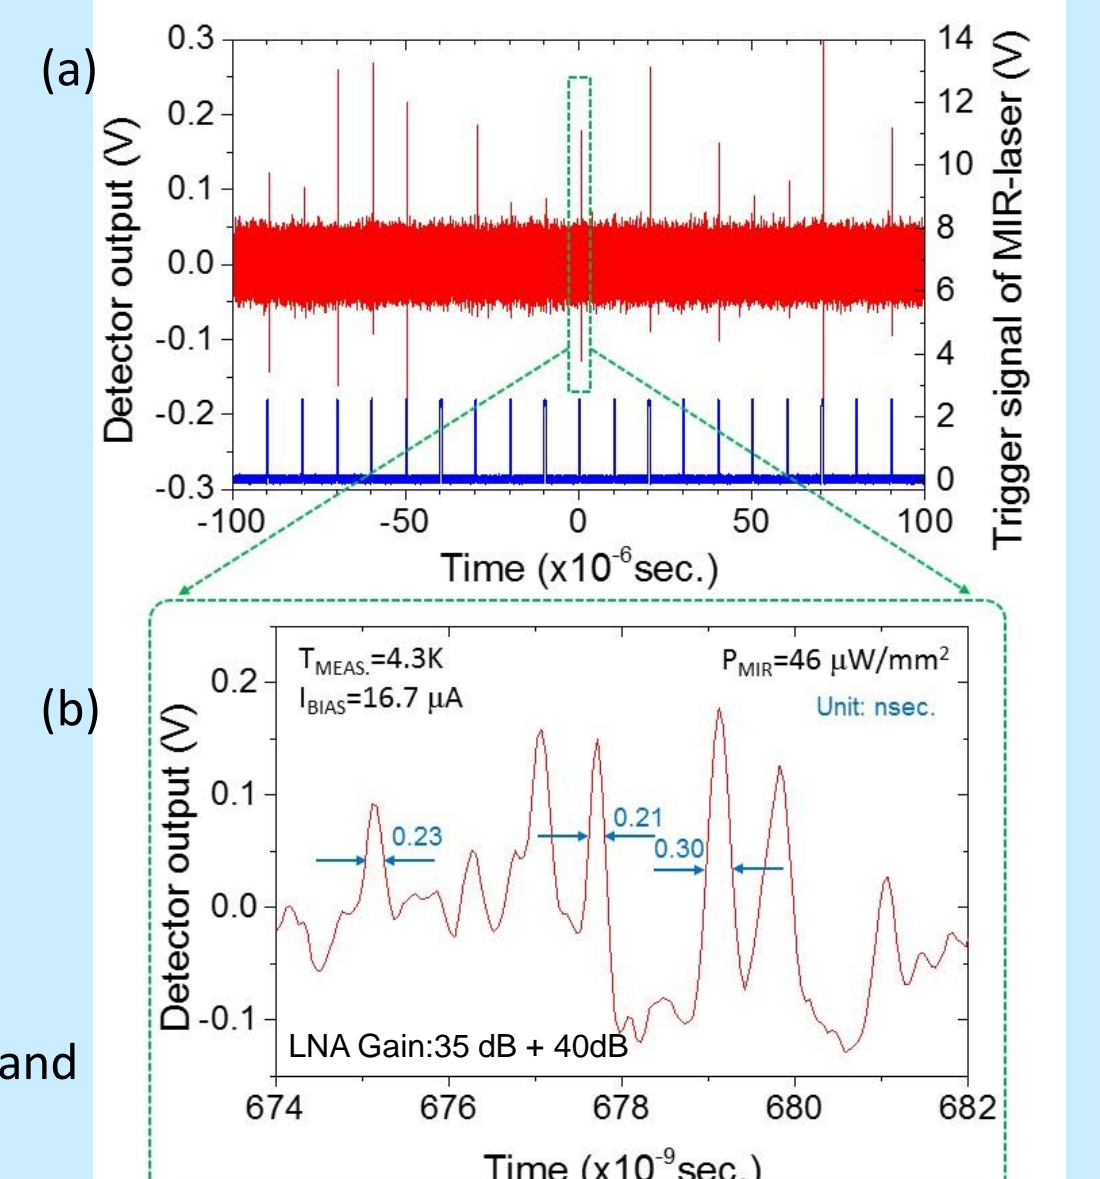 (a)
Detector output (V)
0.3
0.2
0.1
0.0
-0.1
-0.2
-0.3
14
12
10
8
6
4
2
0
Trigger signal of MIR-laser (V)
-100 -50 0 50 100
Time (x10⁻⁶sec.)
(b)
Detector output (V)
0.2
0.1
0.0
-0.1
T_MEAS.=4.3K
I_BIAS=16.7 μA
P_MIR=46 μW/mm²
Unit: nsec.
0.23
0.21
0.30
LNA Gain:35 dB + 40dB
and
674 676 678 680 682
Time (x10⁻⁹sec.)